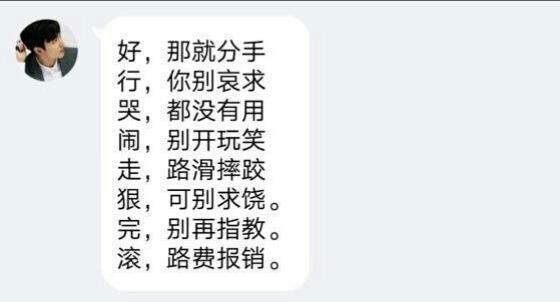 好，那就分手
行，你别哀求
哭，都没有用
闹，别开玩笑
走，路滑摔跤
狠，可别求饶。
完，别再指教。
滚，路费报销。